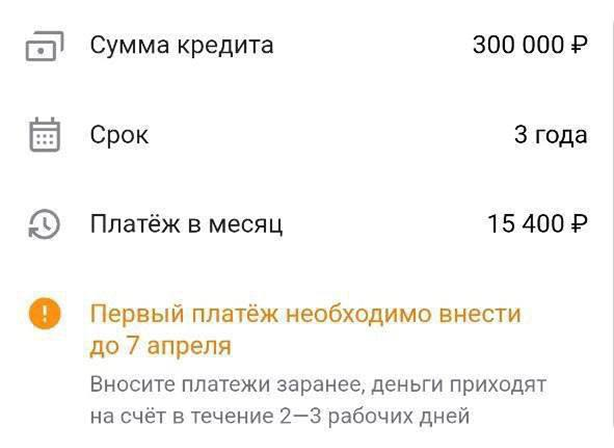 Сумма кредита 300 000 ₽
Срок 3 года
Платёж в месяц 15 400 ₽
Первый платёж необходимо внести
до 7 апреля
Вносите платежи заранее, деньги приходят
на счёт в течение 2—3 рабочих дней